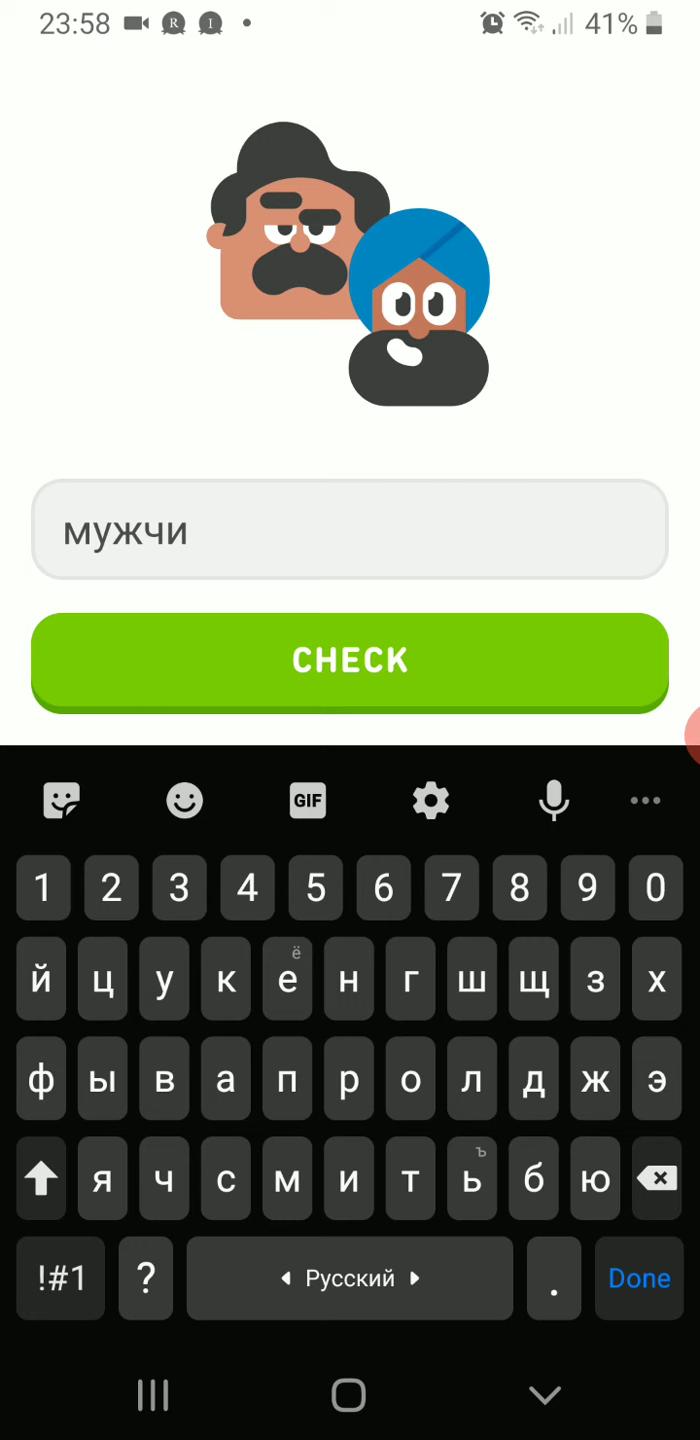 23:58 R I 41%
мужчи
CHECK
GIF
1 2 3 4 5 6 7 8 9 0
ё
й ц у к е н г ш щ з х
ф ы в а п р о л д ж э
ъ
я ч с м и т ь б ю
!#1 ? Русский . Done